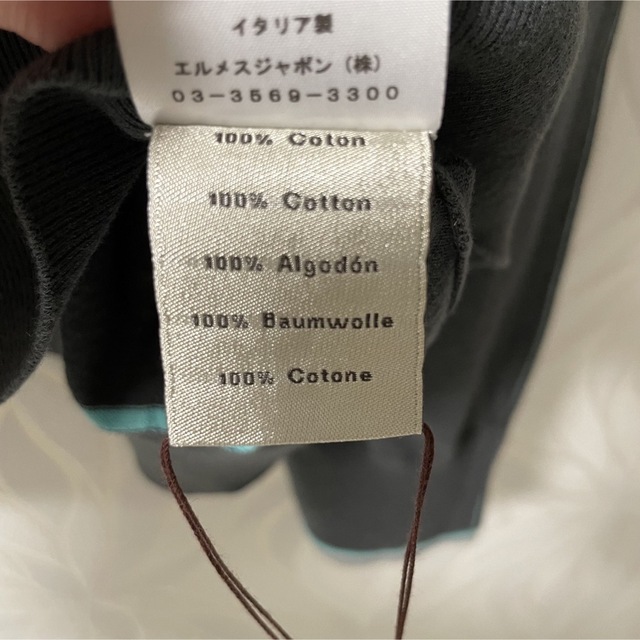 イタリア製
エルメスジャポン(株)
03-3569-3300
100% Coton
100% Cotton
100% Algodón
100% Baumwolle
100% Cotone